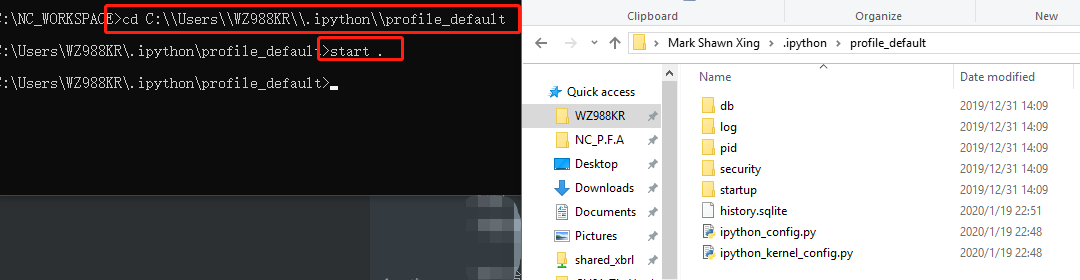 :\NC_WORKSPACE>cd C:\\Users\\WZ988KR\\.ipython\\profile_default
:\Users\WZ988KR\.ipython\profile_default>start .
:\Users\WZ988KR\.ipython\profile_default>
Clipboard Organize New
Mark Shawn Xing > .ipython > profile_default
Quick access
WZ988KR
NC_P.F.A
Desktop
Downloads
Documents
Pictures
shared_xbrl
Name Date modified
db 2019/12/31 14:09
log 2019/12/31 14:09
pid 2019/12/31 14:09
security 2019/12/31 14:09
startup 2019/12/31 14:09
history.sqlite 2020/1/19 22:51
ipython_config.py 2020/1/19 22:48
ipython_kernel_config.py 2020/1/19 22:48